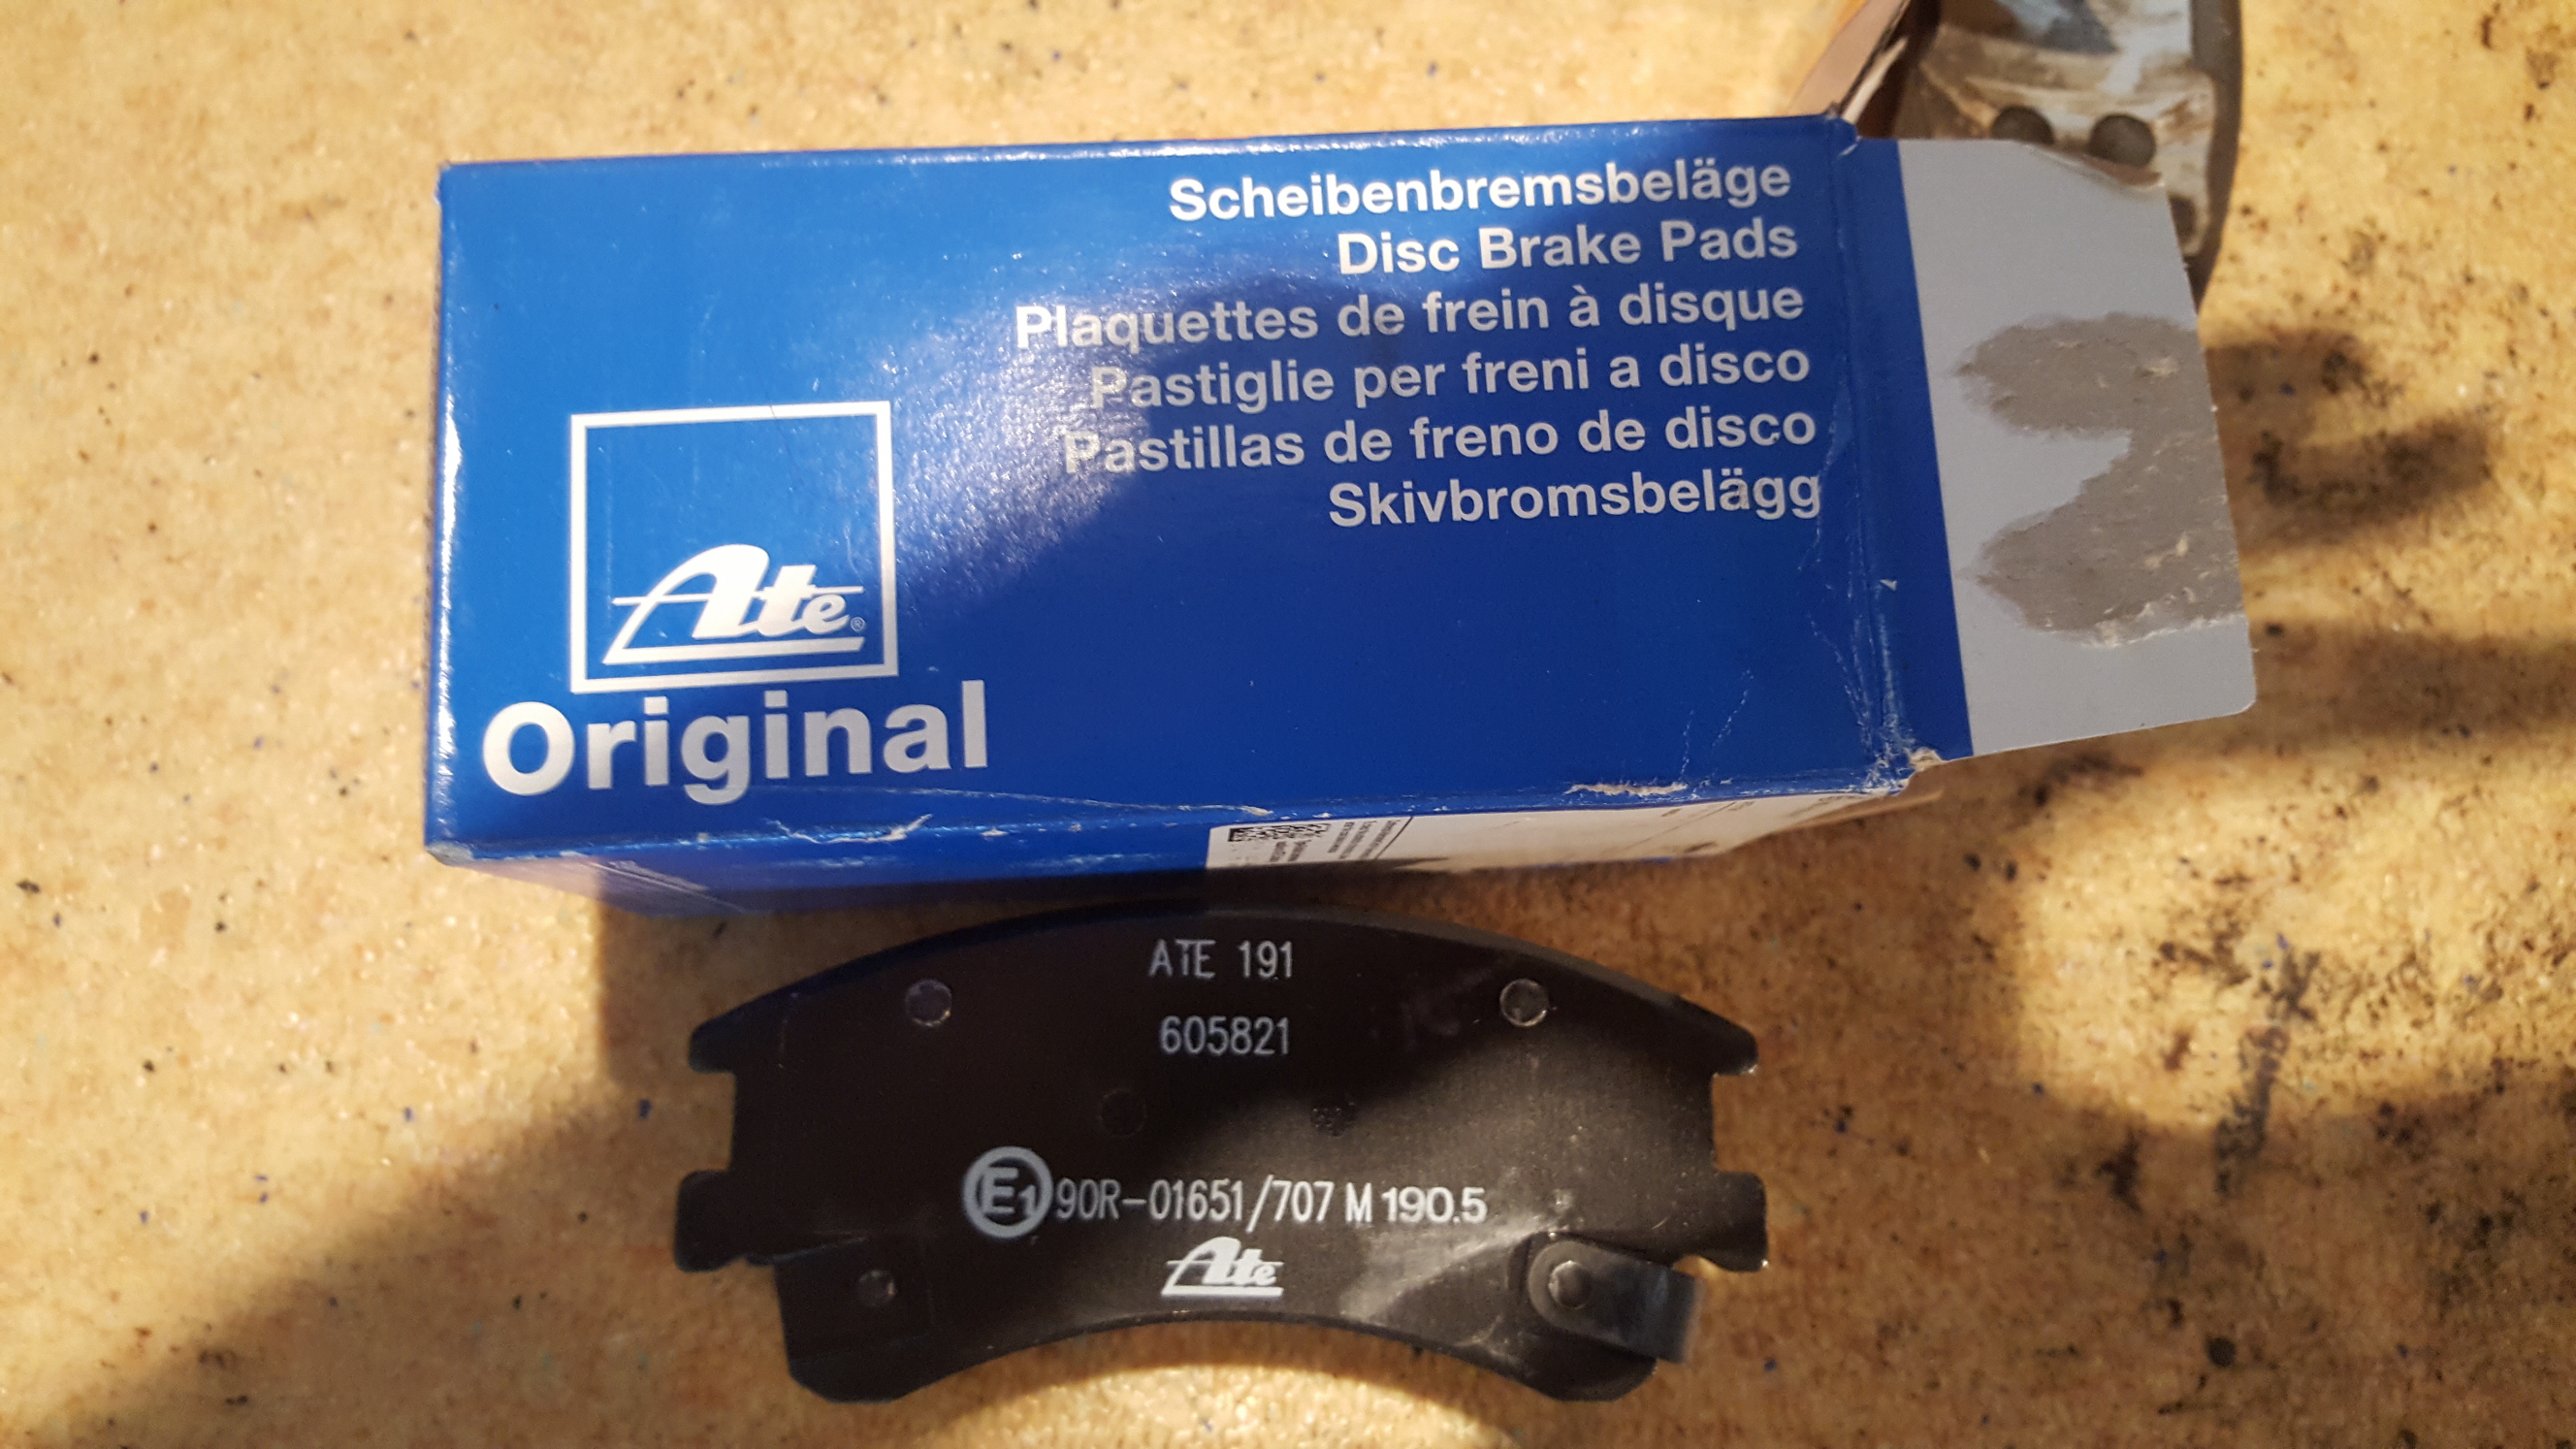 Scheibenbremsbeläge
Disc Brake Pads
Plaquettes de frein à disque
Pastiglie per freni a disco
Pastillas de freno de disco
Skivbromsbelägg
Ate®
Original
ATE 191
605821
E1 90R-01651/707 M 190.5
Ate